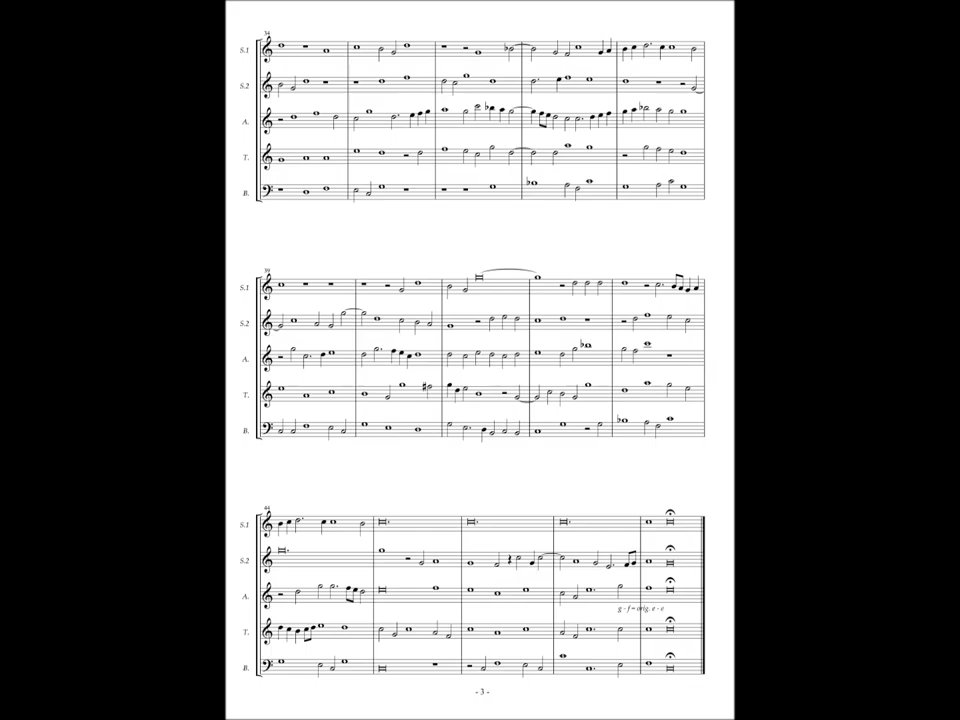 34
S.1
S.2
A.
T.
B.
39
S.1
S.2
A.
T.
B.
44
S.1
S.2
A.
g - f = orig. e - e
T.
B.
- 3 -